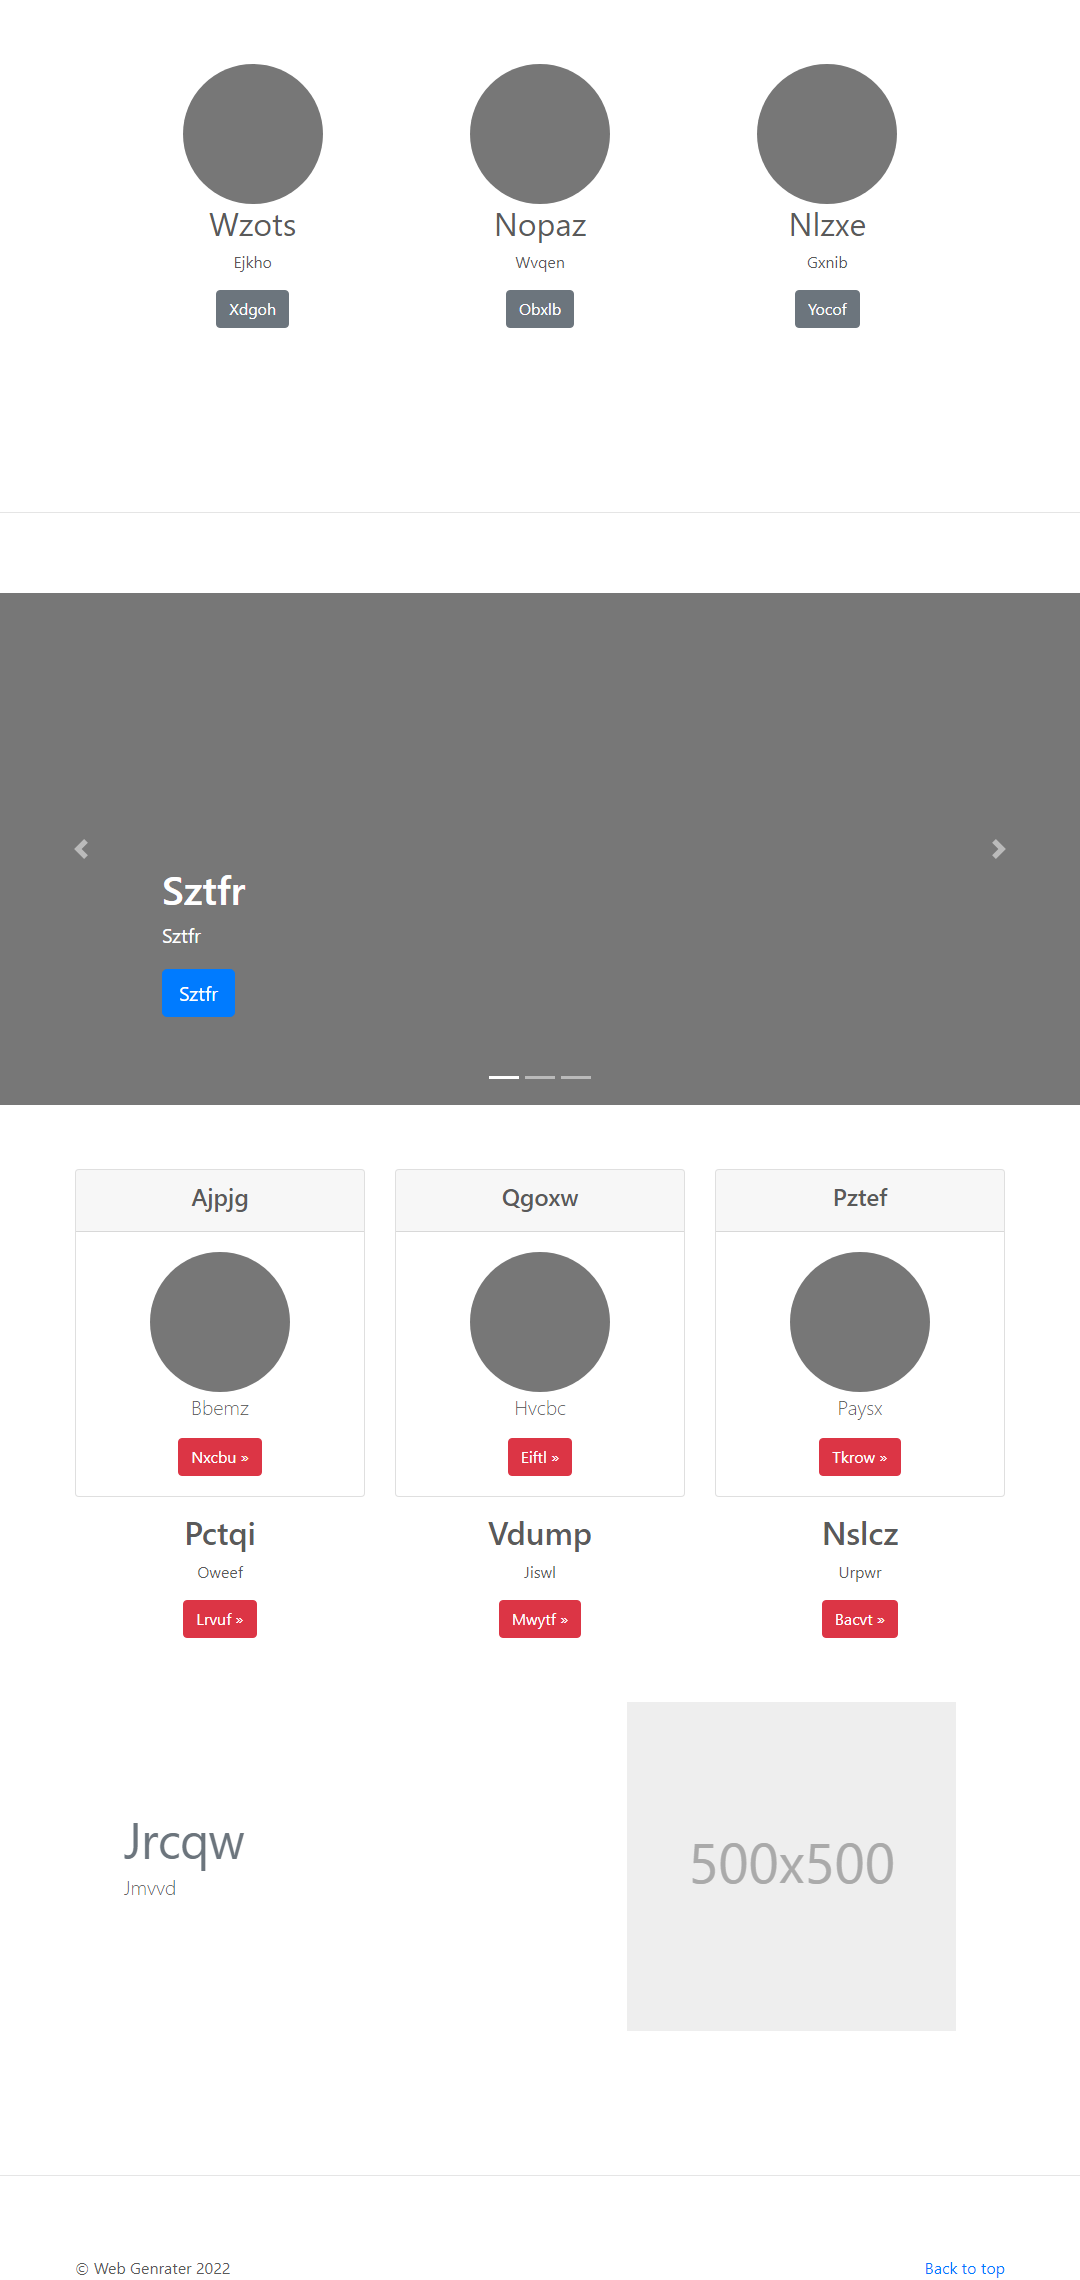 Wzots
Ejkho
Xdgoh
Nopaz
Wvqen
Obxlb
Nlzxe
Gxnib
Yocof
Sztfr
Sztfr
Sztfr
Ajpjg
Bbemz
Nxcbu »
Qgoxw
Hvcbc
Eiftl »
Pztef
Paysx
Tkrow »
Pctqi
Oweef
Lrvuf »
Vdump
Jiswl
Mwytf »
Nslcz
Urpwr
Bacvt »
Jrcqw
Jmvvd
500x500
© Web Genrater 2022
Back to top